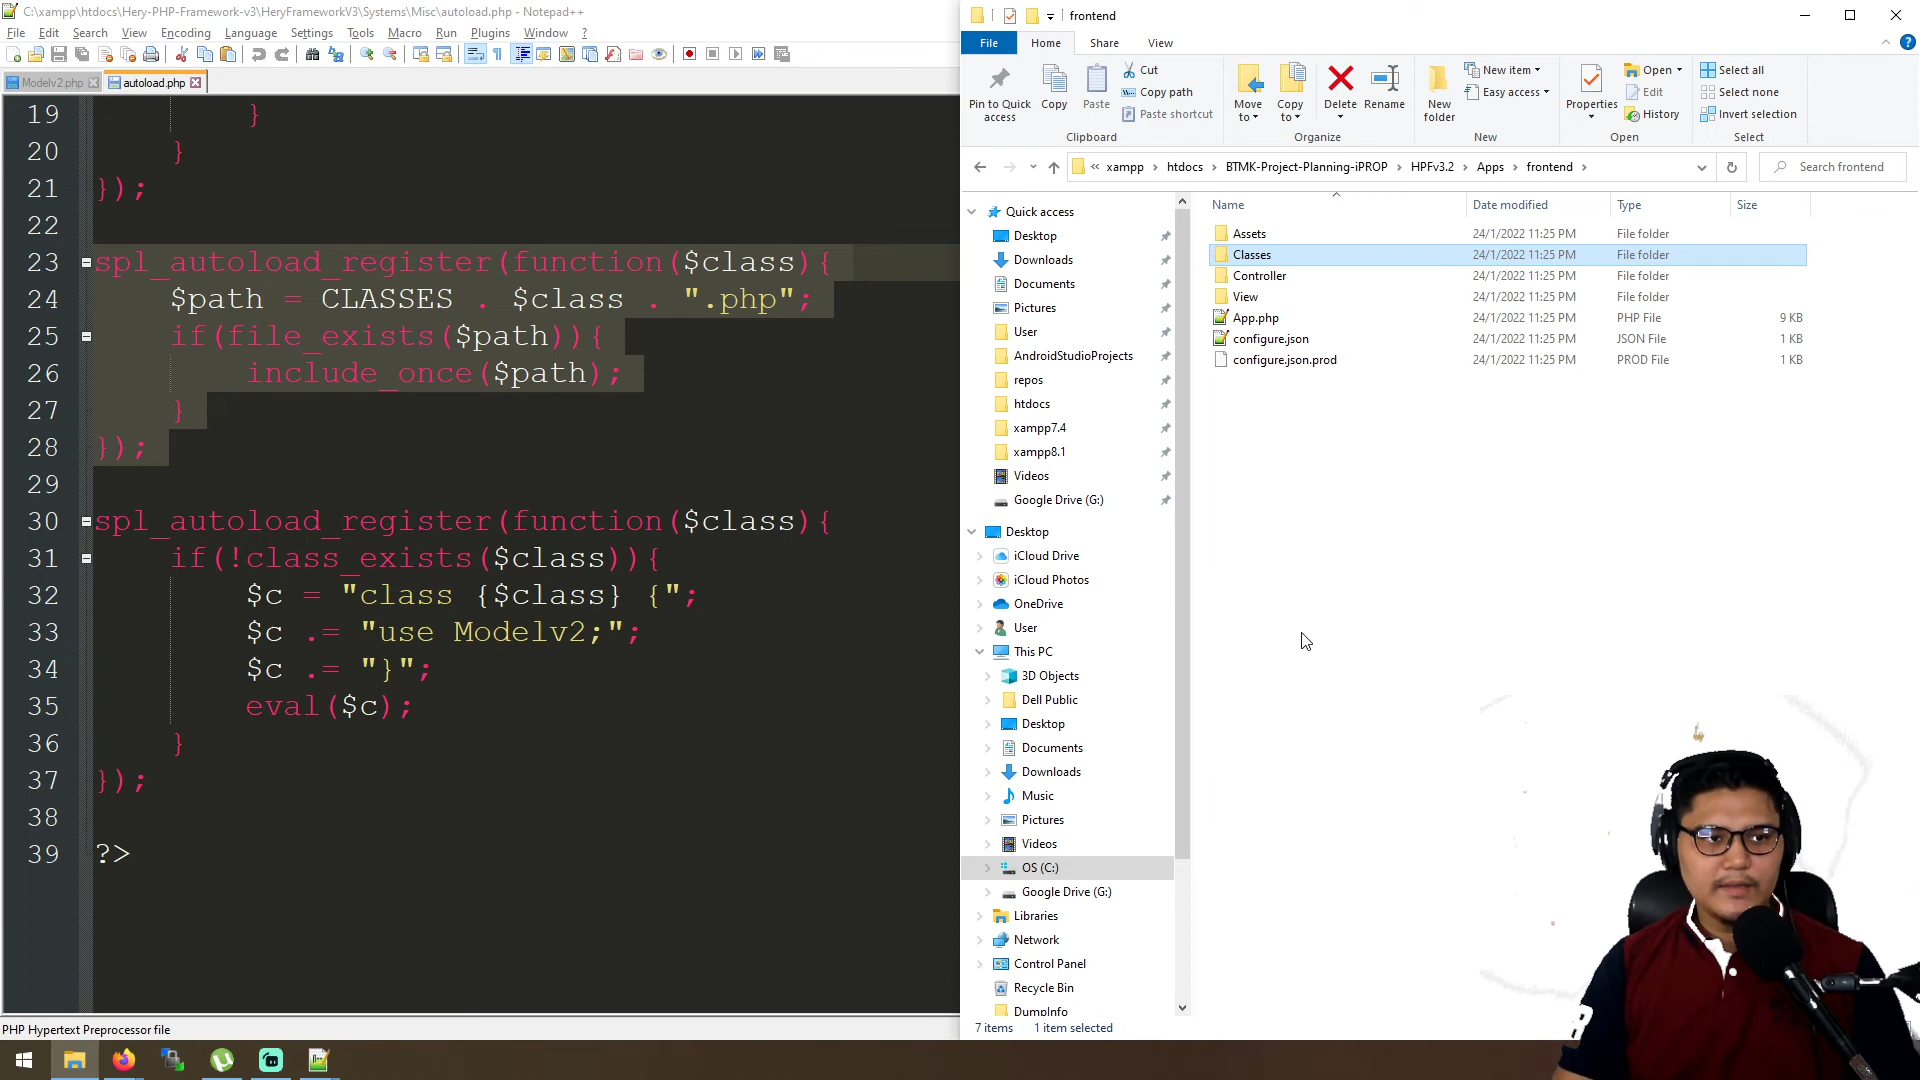 C:\xampp\htdocs\Hery-PHP-Framework-v3\HeryFrameworkV3\Systems\Misc\autoload.php - Notepad++
File Edit Search View Encoding Language Settings Tools Macro Run Plugins Window ?
Modelv2.php autoload.php
19 }
20 }
21 });
22
23 spl_autoload_register(function($class){
24 $path = CLASSES . $class . ".php";
25 if(file_exists($path)){
26 include_once($path);
27 }
28 });
29
30 spl_autoload_register(function($class){
31 if(!class_exists($class)){
32 $c = "class {$class} {";
33 $c .= "use Modelv2;";
34 $c .= "}";
35 eval($c);
36 }
37 });
38
39 ?>
PHP Hypertext Preprocessor file
frontend
File Home Share View
Pin to Quick access
Copy
Paste
Cut
Copy path
Paste shortcut
Clipboard
Move to
Copy to
Delete
Rename
Organize
New folder
New item
Easy access
New
Properties
Open
Edit
History
Open
Select all
Select none
Invert selection
Select
« xampp › htdocs › BTMK-Project-Planning-iPROP › HPFv3.2 › Apps › frontend ›
Search frontend
Quick access
Desktop
Downloads
Documents
Pictures
User
AndroidStudioProjects
repos
htdocs
xampp7.4
xampp8.1
Videos
Google Drive (G:)
Desktop
iCloud Drive
iCloud Photos
OneDrive
User
This PC
3D Objects
Dell Public
Desktop
Documents
Downloads
Music
Pictures
Videos
OS (C:)
Google Drive (G:)
Libraries
Network
Control Panel
Recycle Bin
DumpInfo
Name Date modified Type Size
Assets 24/1/2022 11:25 PM File folder
Classes 24/1/2022 11:25 PM File folder
Controller 24/1/2022 11:25 PM File folder
View 24/1/2022 11:25 PM File folder
App.php 24/1/2022 11:25 PM PHP File 9 KB
configure.json 24/1/2022 11:25 PM JSON File 1 KB
configure.json.prod 24/1/2022 11:25 PM PROD File 1 KB
7 items 1 item selected